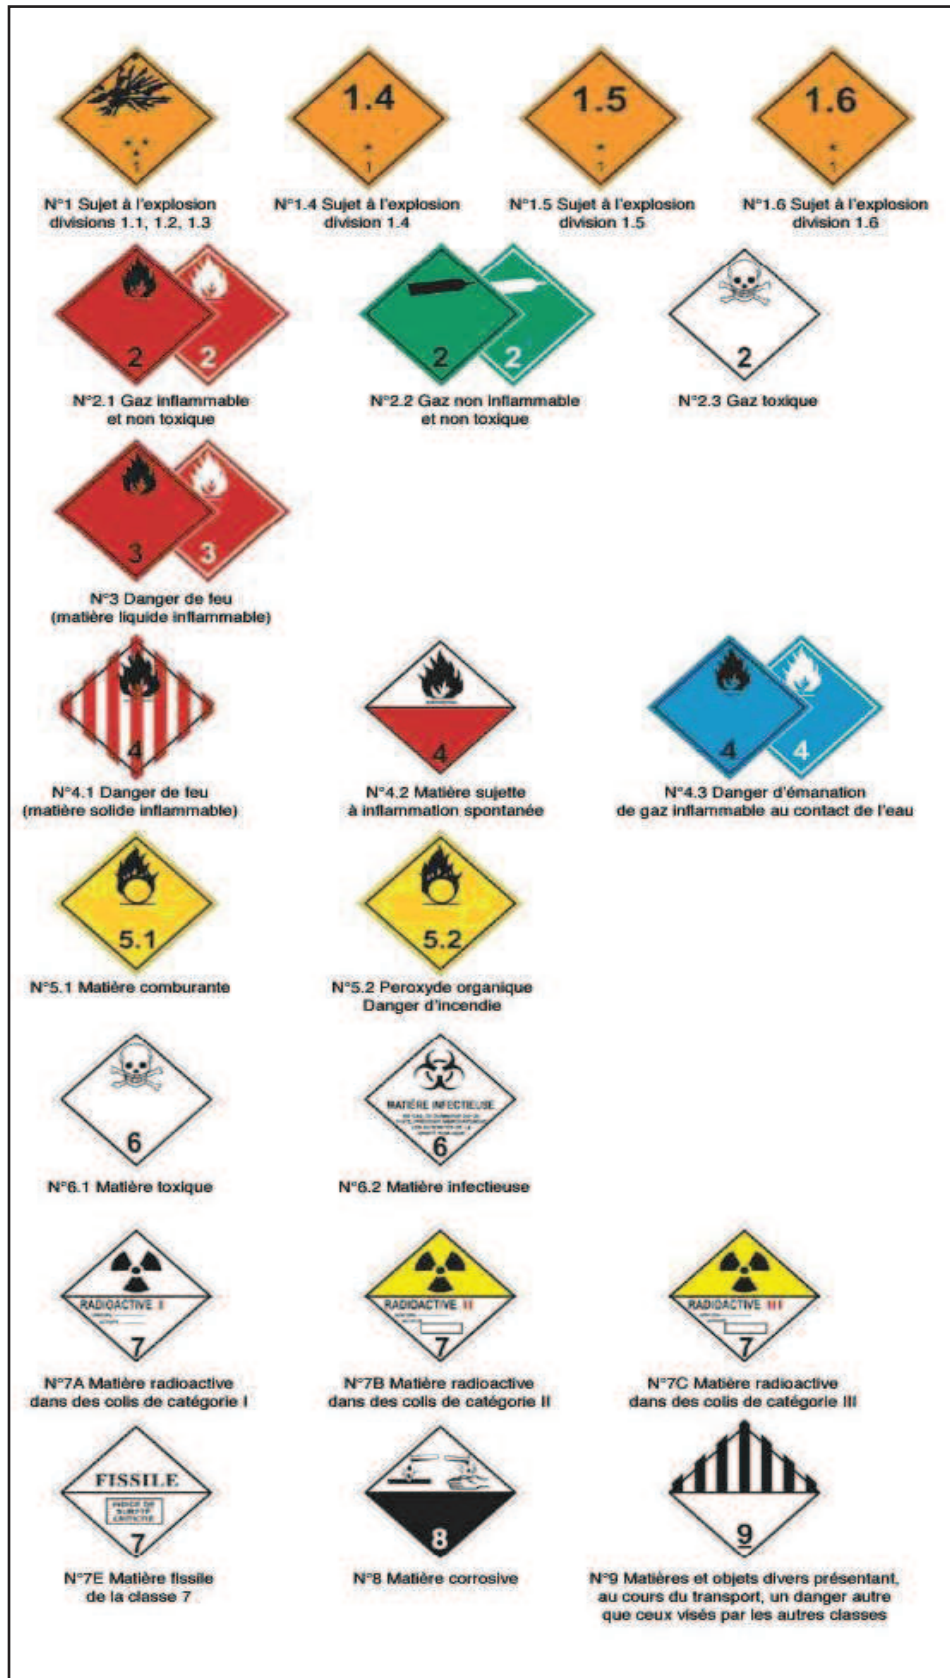 1
1.4
1
1.5
1
1.6
1
N°1 Sujet à l'explosion
divisions 1.1, 1.2, 1.3
N°1.4 Sujet à l'explosion
division 1.4
N°1.5 Sujet à l'explosion
division 1.5
N°1.6 Sujet à l'explosion
division 1.6
2
2
2
2
2
N°2.1 Gaz inflammable
et non toxique
N°2.2 Gaz non inflammable
et non toxique
N°2.3 Gaz toxique
3
3
N°3 Danger de feu
(matière liquide inflammable)
4
4
4
4
N°4.1 Danger de feu
(matière solide inflammable)
N°4.2 Matière sujette
à inflammation spontanée
N°4.3 Danger d'émanation
de gaz inflammable au contact de l'eau
5.1
5.2
N°5.1 Matière comburante
N°5.2 Peroxyde organique
Danger d'incendie
6
MATIÈRE INFECTIEUSE
6
N°6.1 Matière toxique
N°6.2 Matière infectieuse
RADIOACTIVE I
7
RADIOACTIVE II
7
RADIOACTIVE III
7
N°7A Matière radioactive
dans des colis de catégorie I
N°7B Matière radioactive
dans des colis de catégorie II
N°7C Matière radioactive
dans des colis de catégorie III
FISSILE
INDICE DE
SURETÉ
CRITICITÉ
7
8
9
N°7E Matière fissile
de la classe 7
N°8 Matière corrosive
N°9 Matières et objets divers présentant,
au cours du transport, un danger autre
que ceux visés par les autres classes